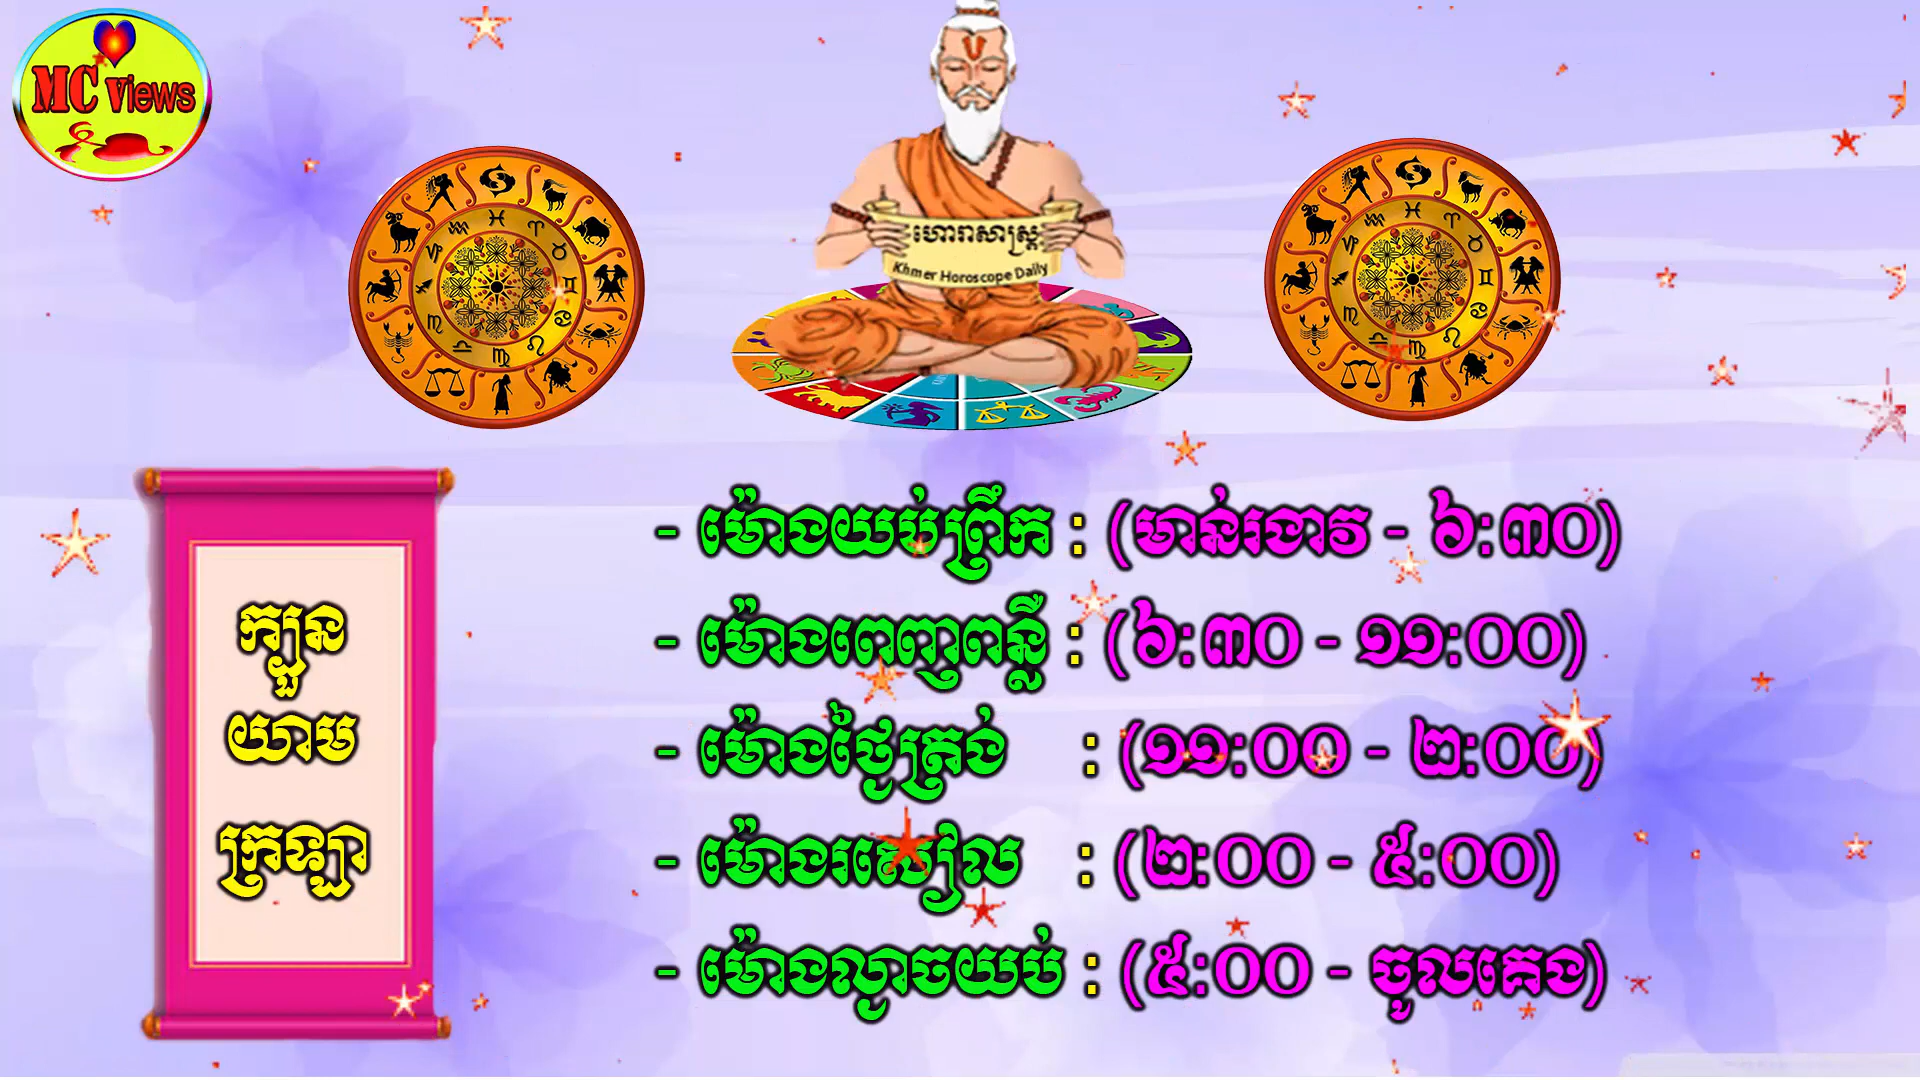 MC Views
ហោរាសាស្ត្រ
Khmer Horoscope Daily
ក្បួន
យាម
ក្រឡា
- ម៉ោងយប់ព្រឹក : (មាន់រងាវ - ៦:៣០)
- ម៉ោងពេញពន្លឺ : (៦:៣០ - ១១:០០)
- ម៉ោងថ្ងៃត្រង់ : (១១:០០ - ២:០០)
- ម៉ោងរសៀល : (២:០០ - ៥:០០)
- ម៉ោងល្ងាចយប់ : (៥:០០ - ចូលគេង)